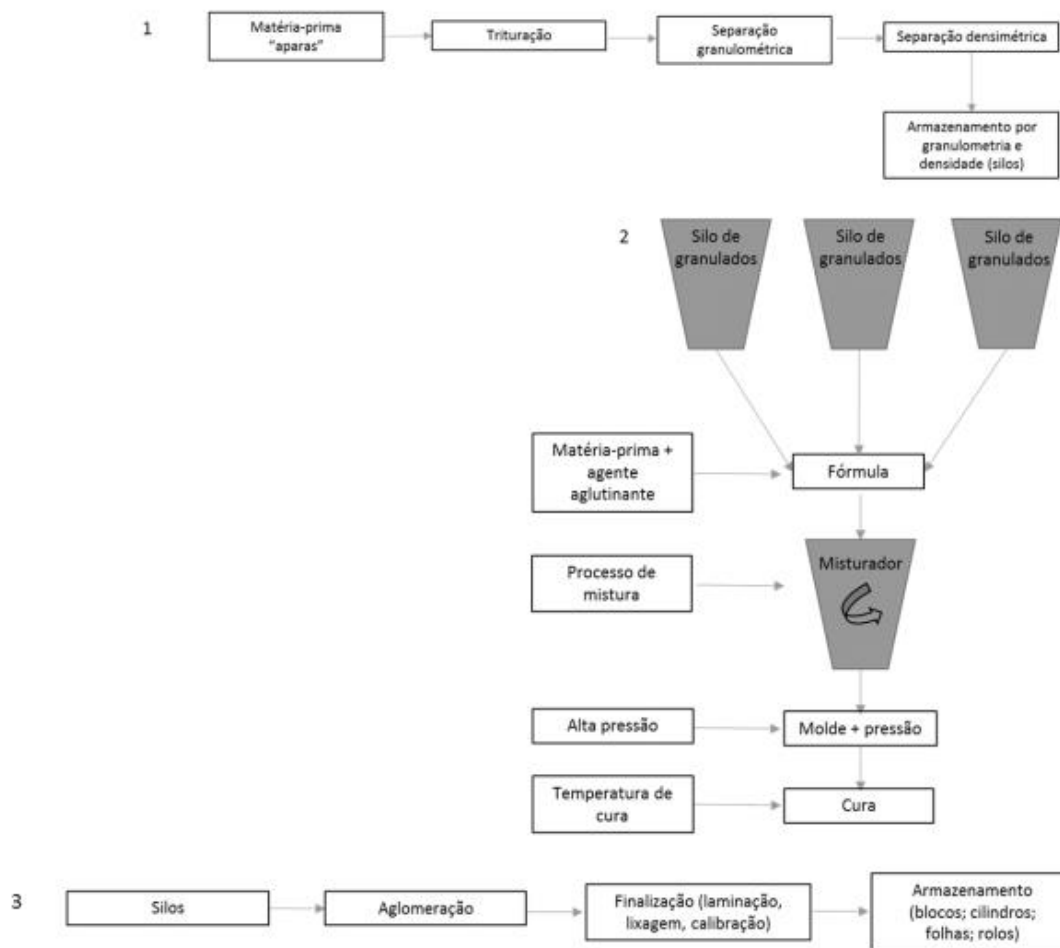 1
Matéria-prima
“aparas”
Trituração
Separação
granulométrica
Separação densimétrica
Armazenamento por
granulometria e
densidade (silos)
2
Silo de
granulados
Silo de
granulados
Silo de
granulados
Matéria-prima +
agente
aglutinante
Fórmula
Processo de
mistura
Misturador
Alta pressão
Molde + pressão
Temperatura de
cura
Cura
3
Silos
Aglomeração
Finalização (laminação,
lixagem, calibração)
Armazenamento
(blocos; cilindros;
folhas; rolos)